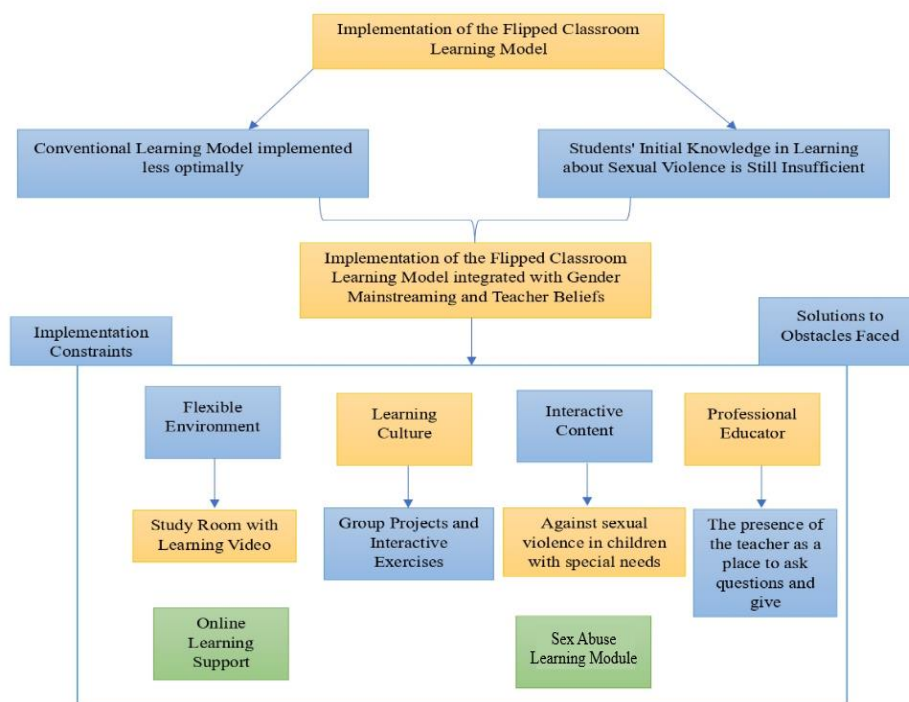 Implementation of the Flipped Classroom
Learning Model
Conventional Learning Model implemented
less optimally
Students' Initial Knowledge in Learning
about Sexual Violence is Still Insufficient
Implementation of the Flipped Classroom
Learning Model integrated with Gender
Mainstreaming and Teacher Beliefs
Implementation
Constraints
Solutions to
Obstacles Faced
Flexible
Environment
Learning
Culture
Interactive
Content
Professional
Educator
Study Room with
Learning Video
Group Projects and
Interactive
Exercises
Against sexual
violence in children
with special needs
The presence of
the teacher as a
place to ask
questions and
give
Online
Learning
Support
Sex Abuse
Learning Module